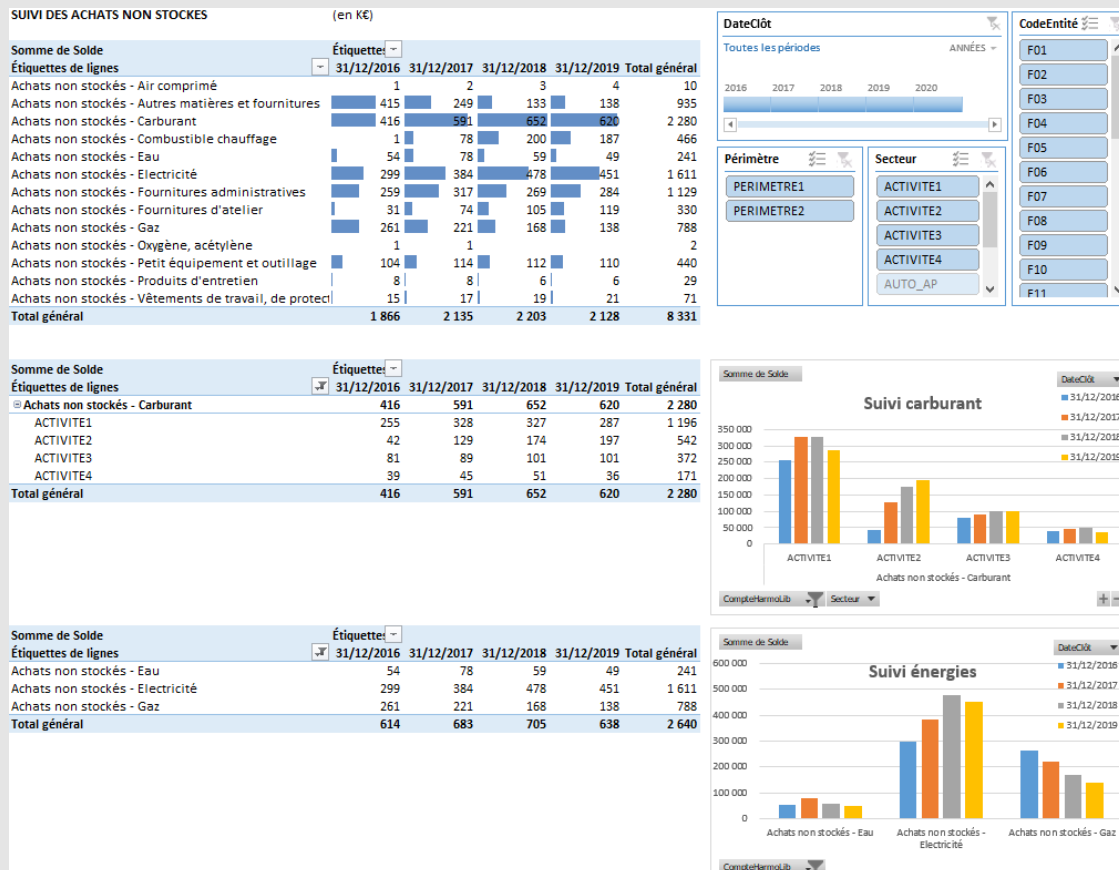 SUIVI DES ACHATS NON STOCKES (en K€)
Somme de Solde Étiquettes
Étiquettes de lignes 31/12/2016 31/12/2017 31/12/2018 31/12/2019 Total général
Achats non stockés - Air comprimé 1 2 3 4 10
Achats non stockés - Autres matières et fournitures 415 249 133 138 935
Achats non stockés - Carburant 416 591 652 620 2 280
Achats non stockés - Combustible chauffage 1 78 200 187 466
Achats non stockés - Eau 54 78 59 49 241
Achats non stockés - Electricité 299 384 478 451 1 611
Achats non stockés - Fournitures administratives 259 317 269 284 1 129
Achats non stockés - Fournitures d'atelier 31 74 105 119 330
Achats non stockés - Gaz 261 221 168 138 788
Achats non stockés - Oxygène, acétylène 1 1 2
Achats non stockés - Petit équipement et outillage 104 114 112 110 440
Achats non stockés - Produits d'entretien 8 8 6 6 29
Achats non stockés - Vêtements de travail, de protect 15 17 19 21 71
Total général 1 866 2 135 2 203 2 128 8 331
DateClôt
Toutes les périodes ANNÉES
2016 2017 2018 2019 2020
Périmètre
PERIMETRE1
PERIMETRE2
Secteur
ACTIVITE1
ACTIVITE2
ACTIVITE3
ACTIVITE4
AUTO_AP
CodeEntité
F01
F02
F03
F04
F05
F06
F07
F08
F09
F10
F11
Somme de Solde Étiquettes
Étiquettes de lignes 31/12/2016 31/12/2017 31/12/2018 31/12/2019 Total général
Achats non stockés - Carburant 416 591 652 620 2 280
ACTIVITE1 255 328 327 287 1 196
ACTIVITE2 42 129 174 197 542
ACTIVITE3 81 89 101 101 372
ACTIVITE4 39 45 51 36 171
Total général 416 591 652 620 2 280
Somme de Solde
DateClôt
Suivi carburant
31/12/2016
31/12/2017
31/12/2018
31/12/2019
350 000
300 000
250 000
200 000
150 000
100 000
50 000
0
ACTIVITE1 ACTIVITE2 ACTIVITE3 ACTIVITE4
Achats non stockés - Carburant
CompteHarmoLib Secteur
Somme de Solde Étiquettes
Étiquettes de lignes 31/12/2016 31/12/2017 31/12/2018 31/12/2019 Total général
Achats non stockés - Eau 54 78 59 49 241
Achats non stockés - Electricité 299 384 478 451 1 611
Achats non stockés - Gaz 261 221 168 138 788
Total général 614 683 705 638 2 640
Somme de Solde
DateClôt
Suivi énergies
31/12/2016
31/12/2017
31/12/2018
31/12/2019
600 000
500 000
400 000
300 000
200 000
100 000
0
Achats non stockés - Eau
Achats non stockés -
Electricité
Achats non stockés - Gaz
CompteHarmoLib